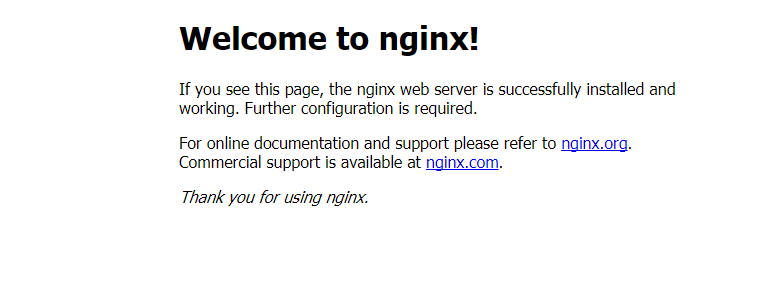 Welcome to nginx!
If you see this page, the nginx web server is successfully installed and
working. Further configuration is required.
For online documentation and support please refer to nginx.org.
Commercial support is available at nginx.com.
Thank you for using nginx.